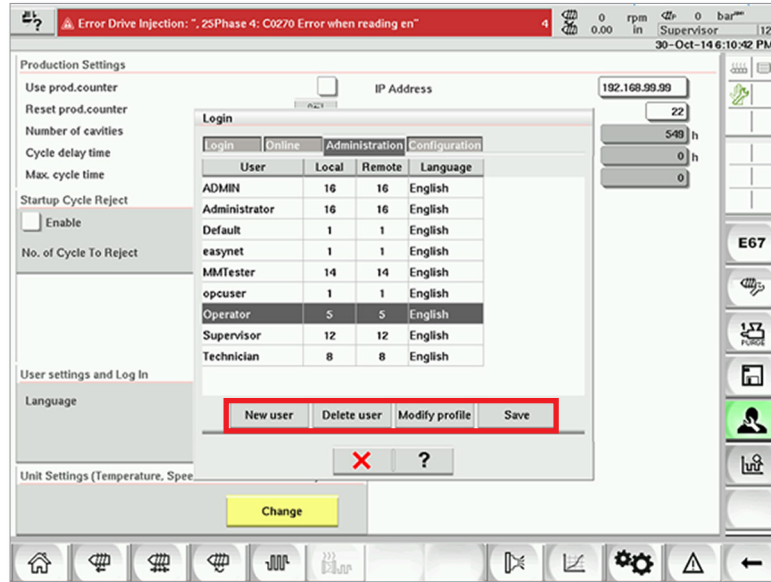 Error Drive Injection: ", 25Phase 4: C0270 Error when reading en" 4
0 rpm 0 bar
0.00 in Supervisor 12
30-Oct-14 6:10:42 PM
Production Settings
Use prod.counter
IP Address 192.168.99.99
Reset prod.counter
22
Number of cavities
549 h
Cycle delay time
0 h
Max. cycle time
0
Startup Cycle Reject
Enable
No. of Cycle To Reject
User settings and Log In
Language
Unit Settings (Temperature, Spee
Change
Login
Login Online Administration Configuration
User Local Remote Language
ADMIN 16 16 English
Administrator 16 16 English
Default 1 1 English
easynet 1 1 English
MMTester 14 14 English
opcuser 1 1 English
Operator 5 5 English
Supervisor 12 12 English
Technician 8 8 English
New user Delete user Modify profile Save
?
E67
PURGE